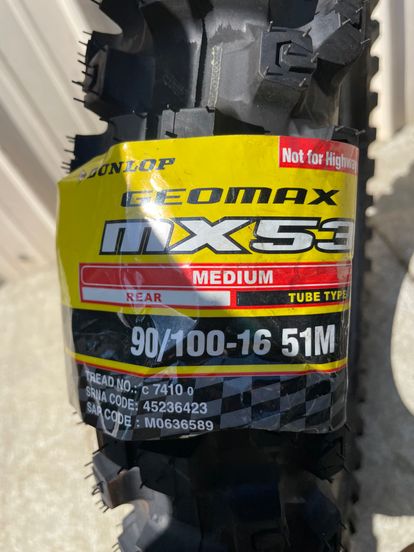 DUNLOP
Not for Highway
GEOMAX
MX53
MEDIUM
REAR TUBE TYPE
90/100-16 51M
TREAD NO.: C 7410 0
SRNA CODE: 45236423
SAP CODE: M0636589